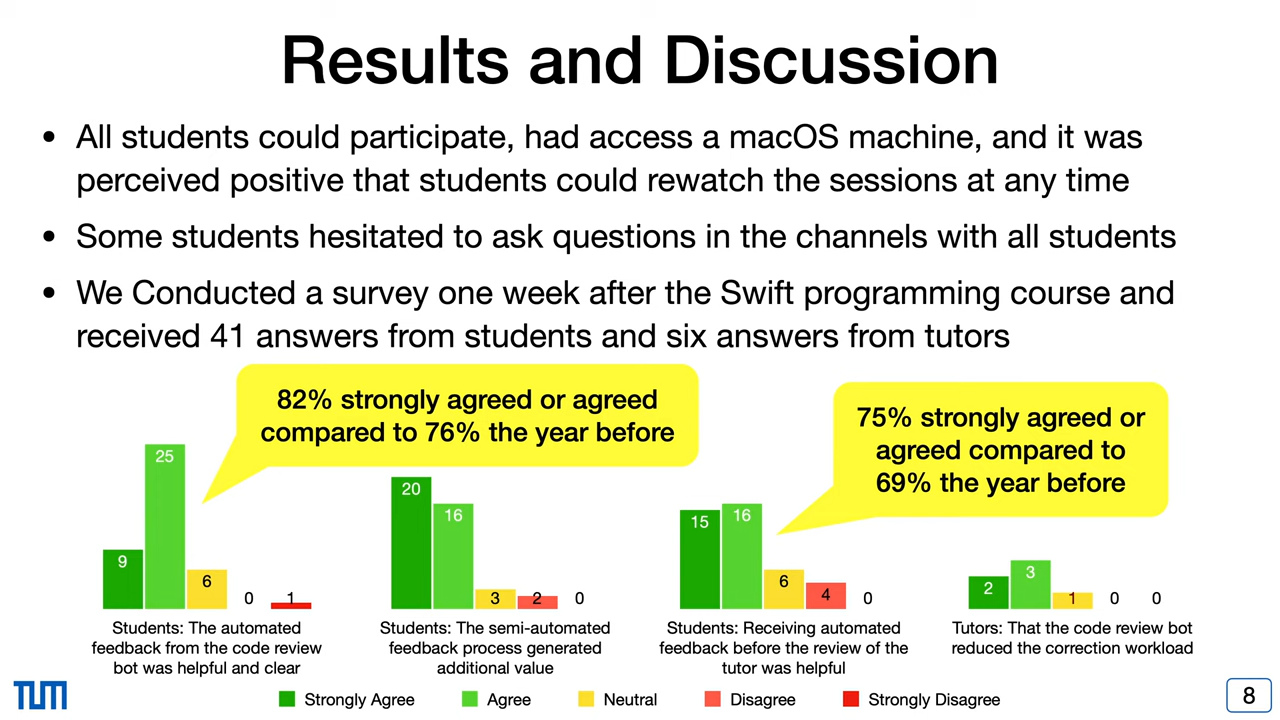 Results and Discussion
• All students could participate, had access a macOS machine, and it was
perceived positive that students could rewatch the sessions at any time
• Some students hesitated to ask questions in the channels with all students
• We Conducted a survey one week after the Swift programming course and
received 41 answers from students and six answers from tutors
82% strongly agreed or agreed
compared to 76% the year before
75% strongly agreed or
agreed compared to
69% the year before
9
25
6
0
1
Students: The automated
feedback from the code review
bot was helpful and clear
20
16
3
2
0
Students: The semi-automated
feedback process generated
additional value
15
16
6
4
0
Students: Receiving automated
feedback before the review of the
tutor was helpful
2
3
1
0
0
Tutors: That the code review bot
reduced the correction workload
Strongly Agree
Agree
Neutral
Disagree
Strongly Disagree
TUM
8